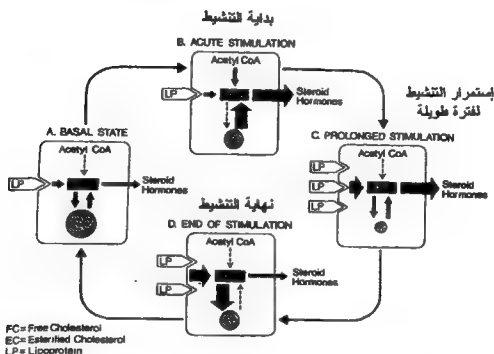 بداية التنشيط
B. ACUTE STIMULATION
Acetyl CoA
LP
Steroid
Hormones
إستمرار التنشيط
لفترة طويلة
A. BASAL STATE
Acetyl CoA
LP
Steroid
Hormones
C. PROLONGED STIMULATION
Acetyl CoA
LP
LP
LP
Steroid
Hormones
نهاية التنشيط
D. END OF STIMULATION
Acetyl CoA
LP
LP
Steroid
Hormones
FC= Free Cholesterol
EC= Esterified Cholesterol
LP= Lipoprotein